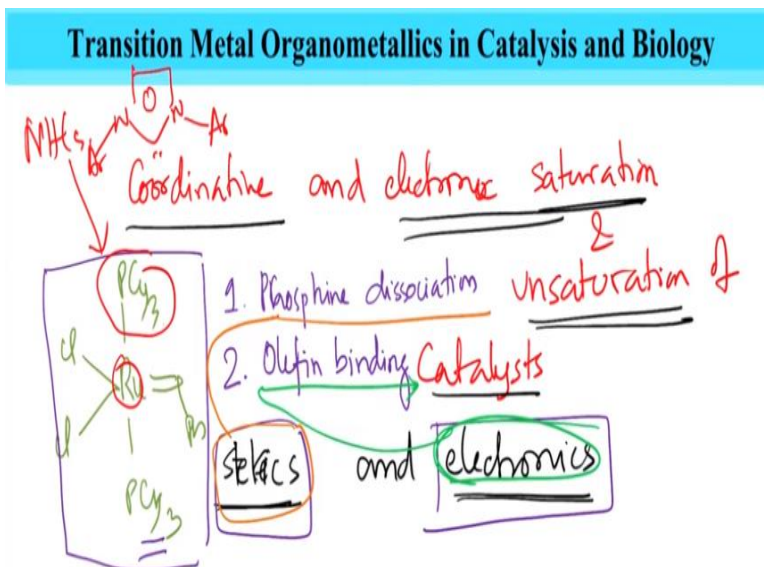 Transition Metal Organometallics in Catalysis and Biology
NHCs
Ar N N Ar
Coordinative and electronic saturation
&
unsaturation of
1. Phosphine dissociation
2. Olefin binding Catalysts
sterics and electronics
PCy3
Cl Ru
Cl Ph
PCy3